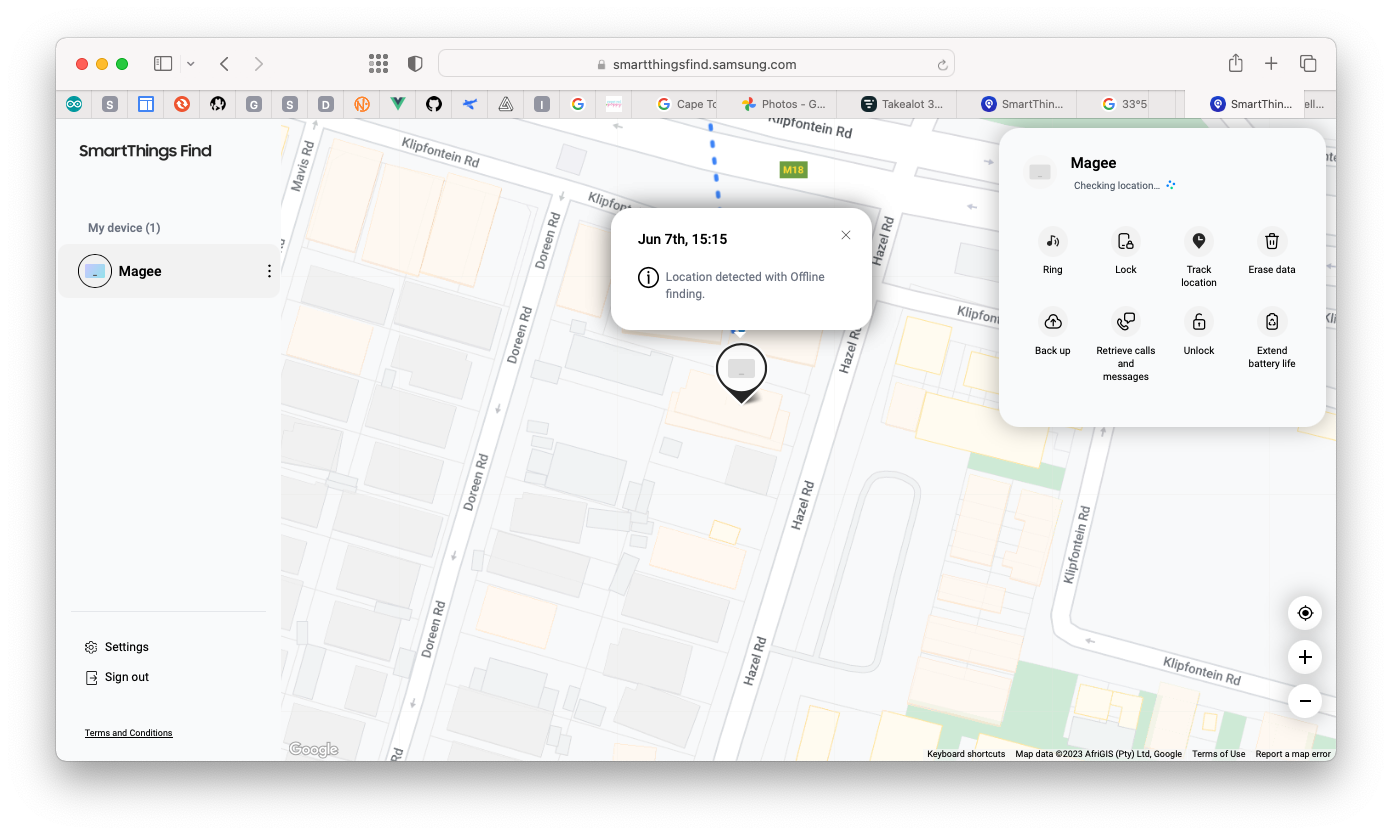 smartthingsfind.samsung.com
S
G
S
D
I
Cape To
Photos - G...
Takealot 3...
SmartThin...
33°5
SmartThin...
ell...
SmartThings Find
My device (1)
Magee
Settings
Sign out
Terms and Conditions
Mavis Rd
Klipfontein Rd
Klipfontein Rd
M18
Klipfon
Doreen Rd
Hazel Rd
Jun 7th, 15:15
Location detected with Offline
finding.
Klipfon
Doreen Rd
Hazel Rd
Doreen Rd
Hazel Rd
Klipfontein Rd
Doreen Rd
Hazel Rd
Klipfontein Rd
Rd
Google
Magee
Checking location...
Ring
Lock
Track
location
Erase data
Back up
Retrieve calls
and
messages
Unlock
Extend
battery life
Keyboard shortcuts
Map data ©2023 AfriGIS (Pty) Ltd, Google
Terms of Use
Report a map error